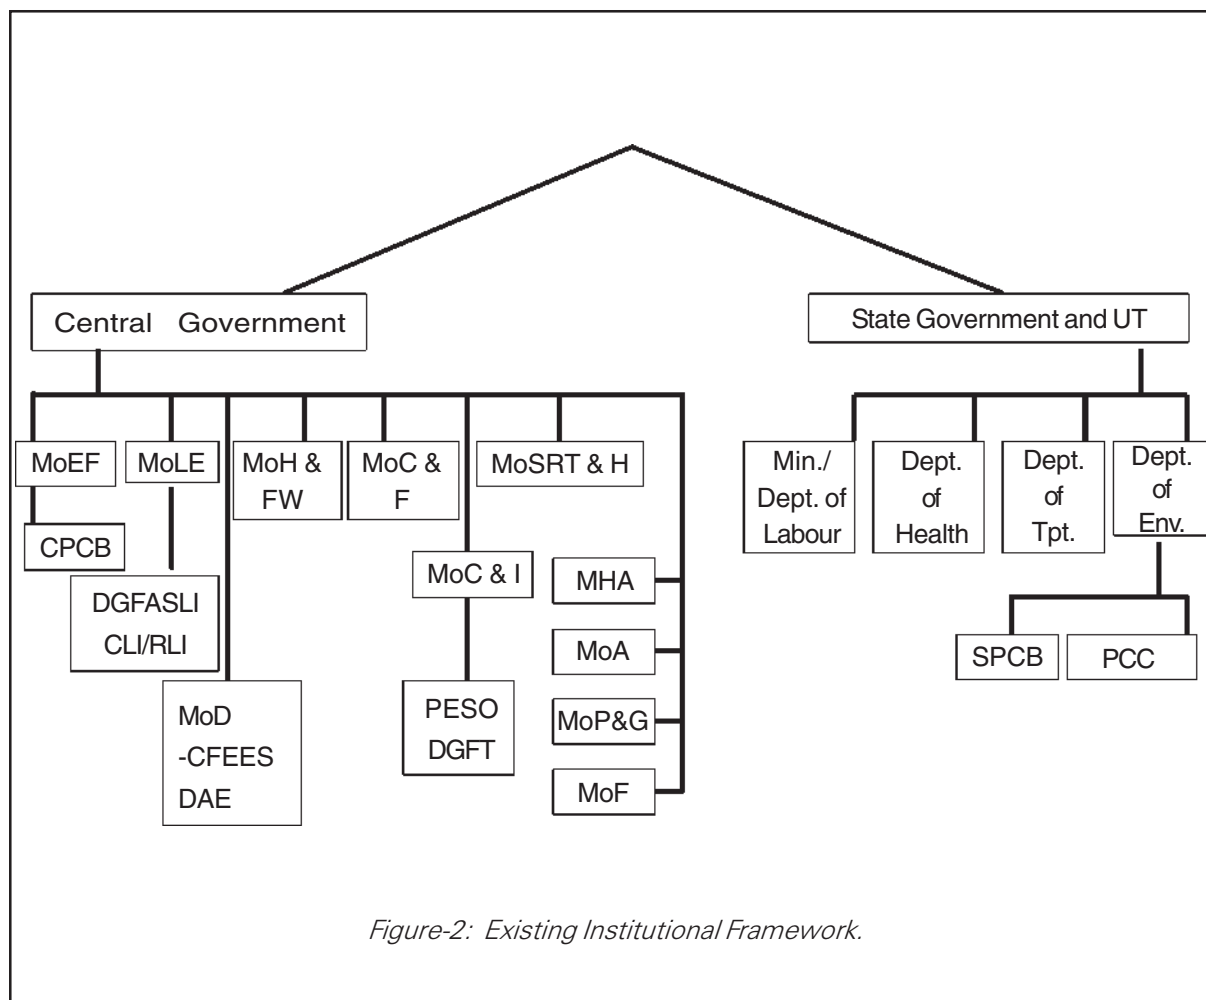 Central Government
State Government and UT
MoEF
MoLE
MoH &
FW
MoC &
F
MoSRT & H
Min./
Dept. of
Labour
Dept.
of
Health
Dept.
of
Tpt.
Dept.
of
Env.
CPCB
MoC & I
MHA
DGFASLI
CLI/RLI
MoA
SPCB
PCC
MoD
-CFEES
DAE
PESO
DGFT
MoP&G
MoF
Figure-2: Existing Institutional Framework.